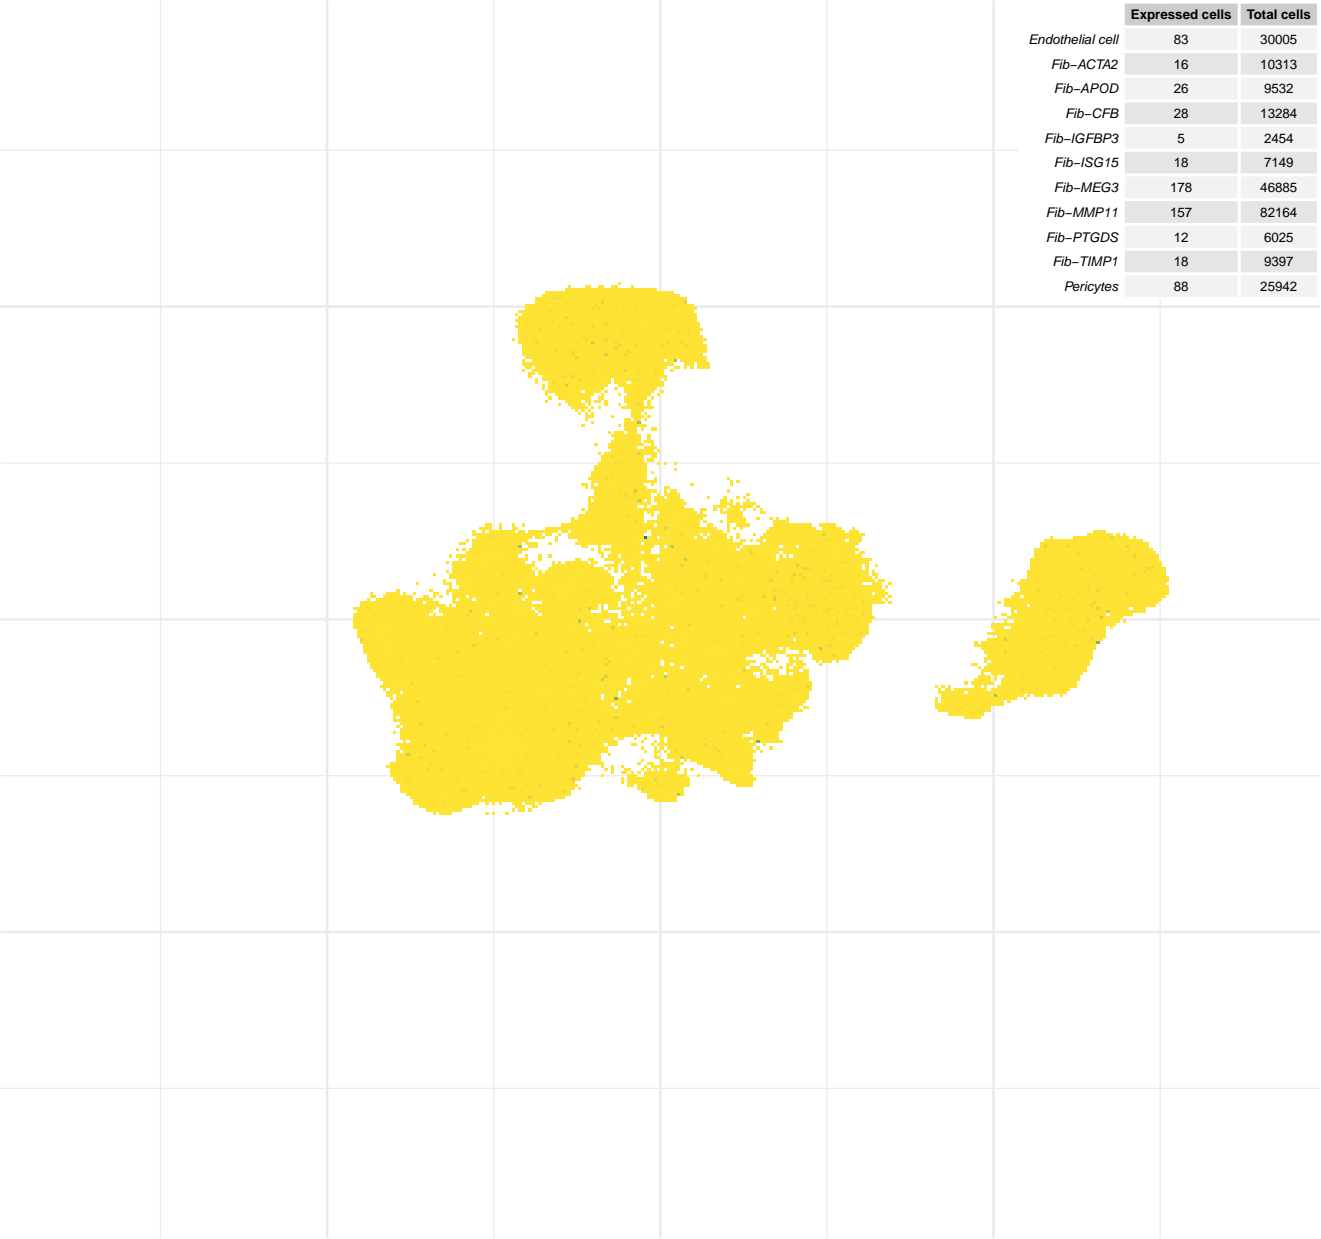 Expressed cells Total cells
Endothelial cell 83 30005
Fib−ACTA2 16 10313
Fib−APOD 26 9532
Fib−CFB 28 13284
Fib−IGFBP3 5 2454
Fib−ISG15 18 7149
Fib−MEG3 178 46885
Fib−MMP11 157 82164
Fib−PTGDS 12 6025
Fib−TIMP1 18 9397
Pericytes 88 25942